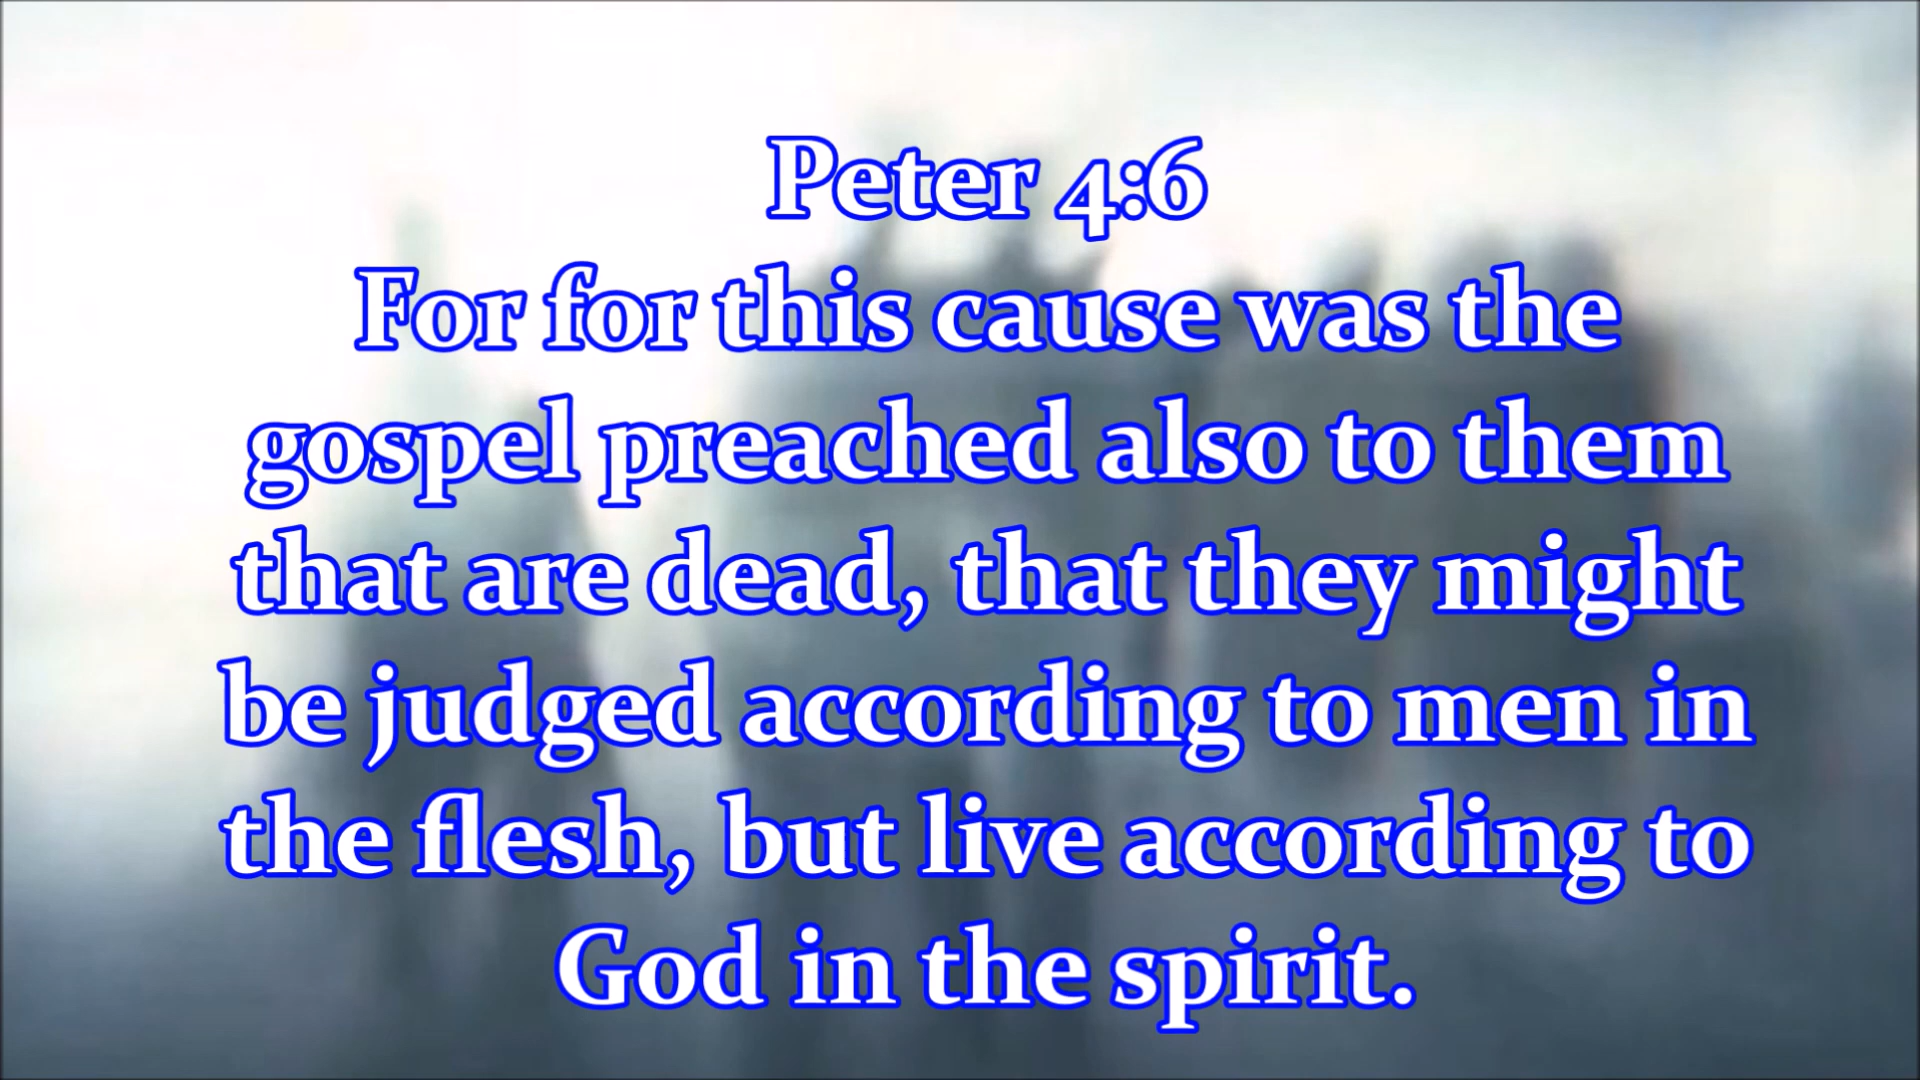 Peter 4:6
For for this cause was the
gospel preached also to them
that are dead, that they might
be judged according to men in
the flesh, but live according to
God in the spirit.